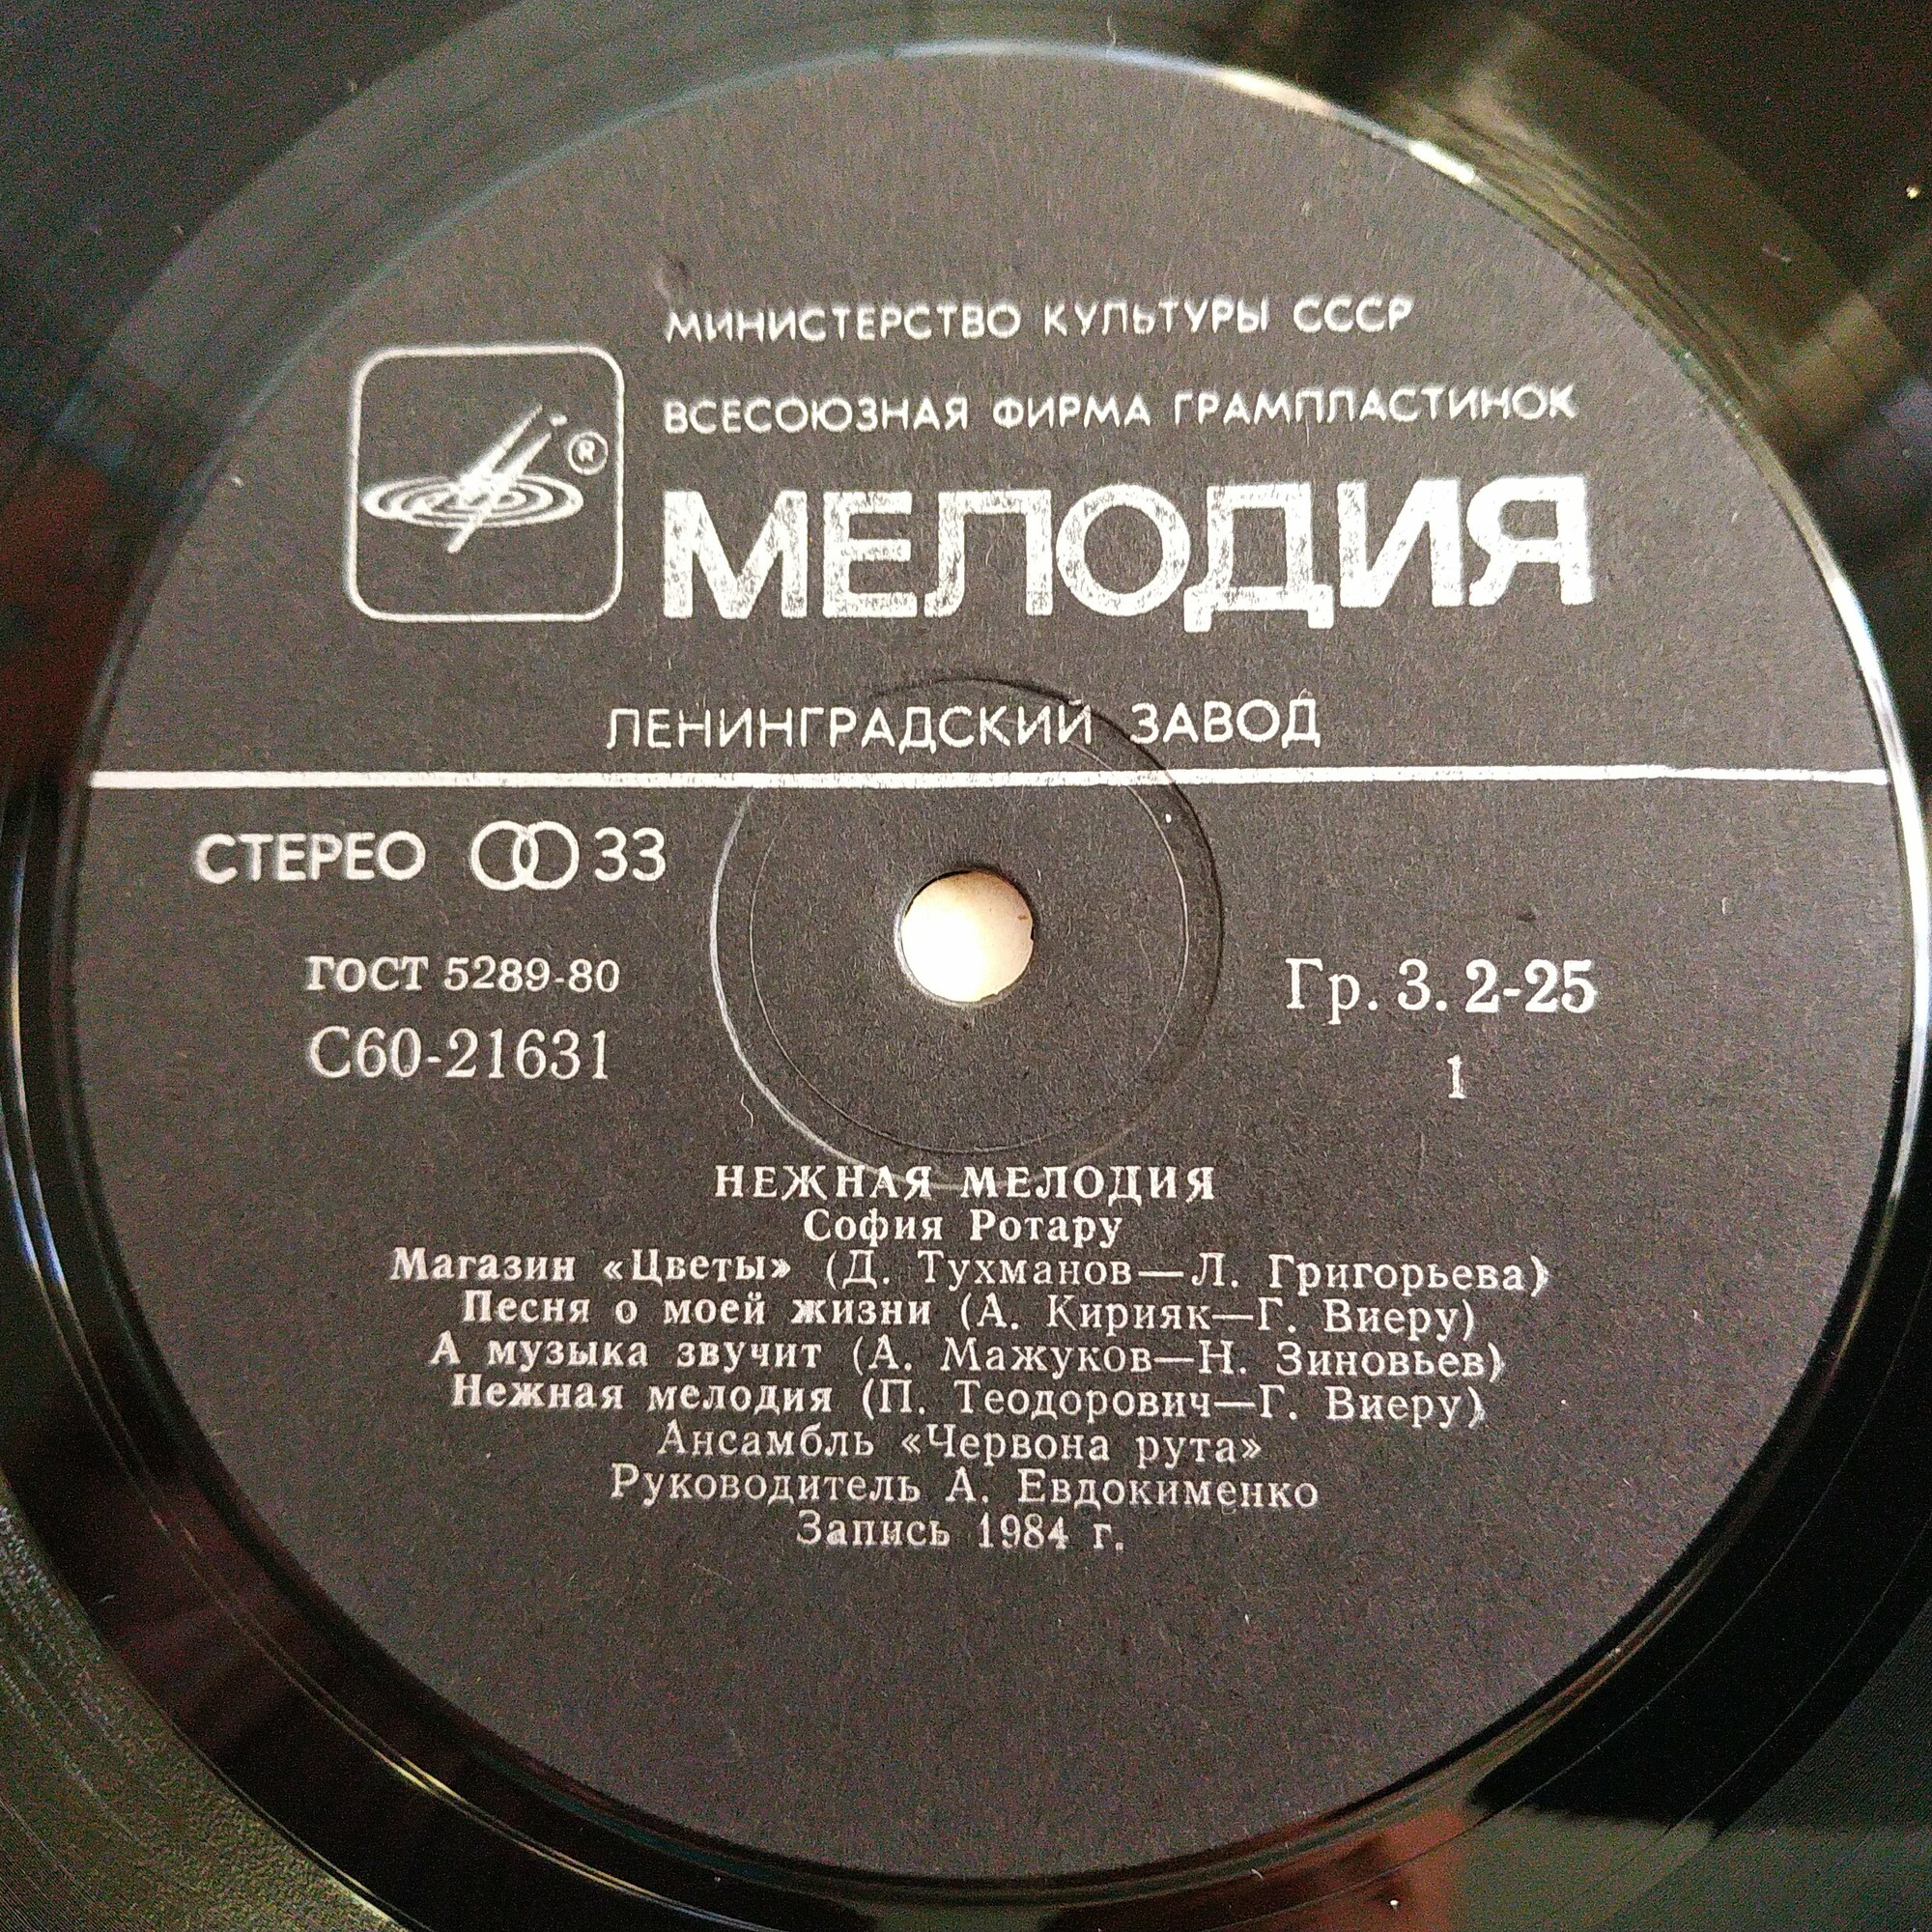 МИНИСТЕРСТВО КУЛЬТУРЫ СССР
ВСЕСОЮЗНАЯ ФИРМА ГРАМПЛАСТИНОК
®
МЕЛОДИЯ
ЛЕНИНГРАДСКИЙ ЗАВОД
СТЕРЕО 33
ГОСТ 5289-80
Гр. 3. 2-25
С60-21631
1
НЕЖНАЯ МЕЛОДИЯ
София Ротару
Магазин «Цветы» (Д. Тухманов—Л. Григорьева)
Песня о моей жизни (А. Кирияк—Г. Виеру)
А музыка звучит (А. Мажуков—Н. Зиновьев)
Нежная мелодия (П. Теодорович—Г. Виеру)
Ансамбль «Червона рута»
Руководитель А. Евдокименко
Запись 1984 г.